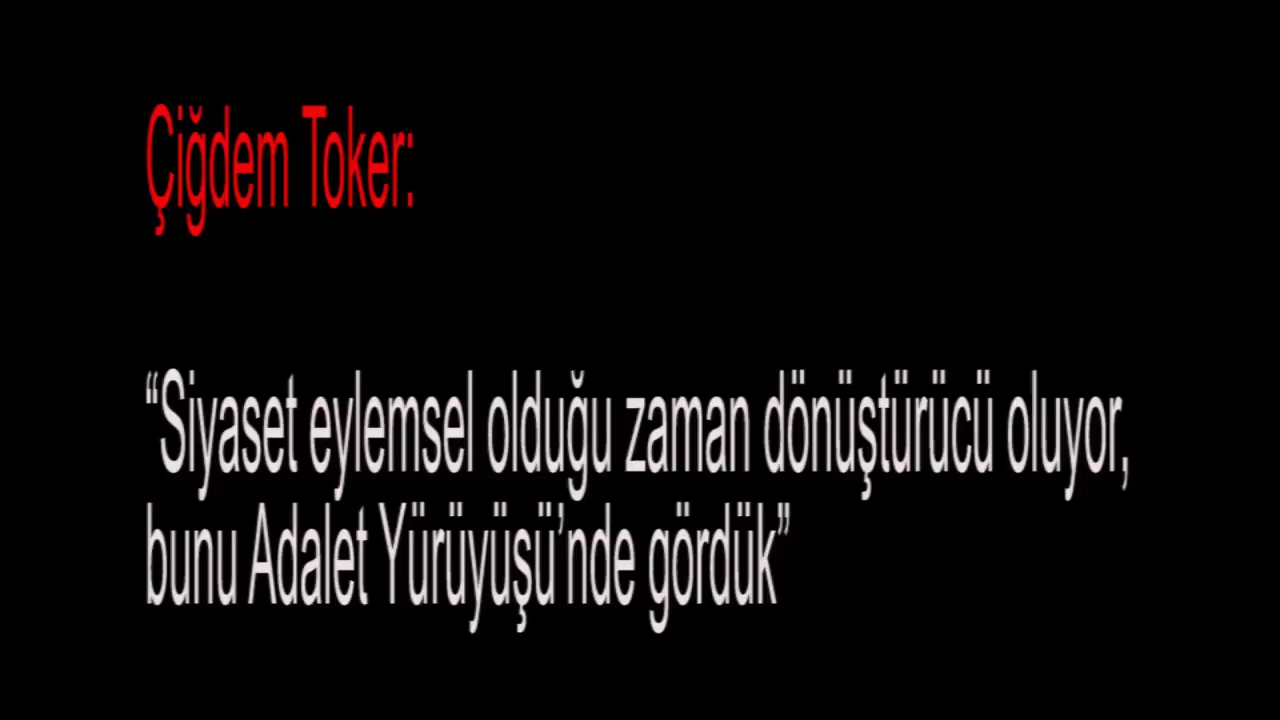 Çiğdem Toker:
“Siyaset eylemsel olduğu zaman dönüştürücü oluyor,
bunu Adalet Yürüyüşü’nde gördük”